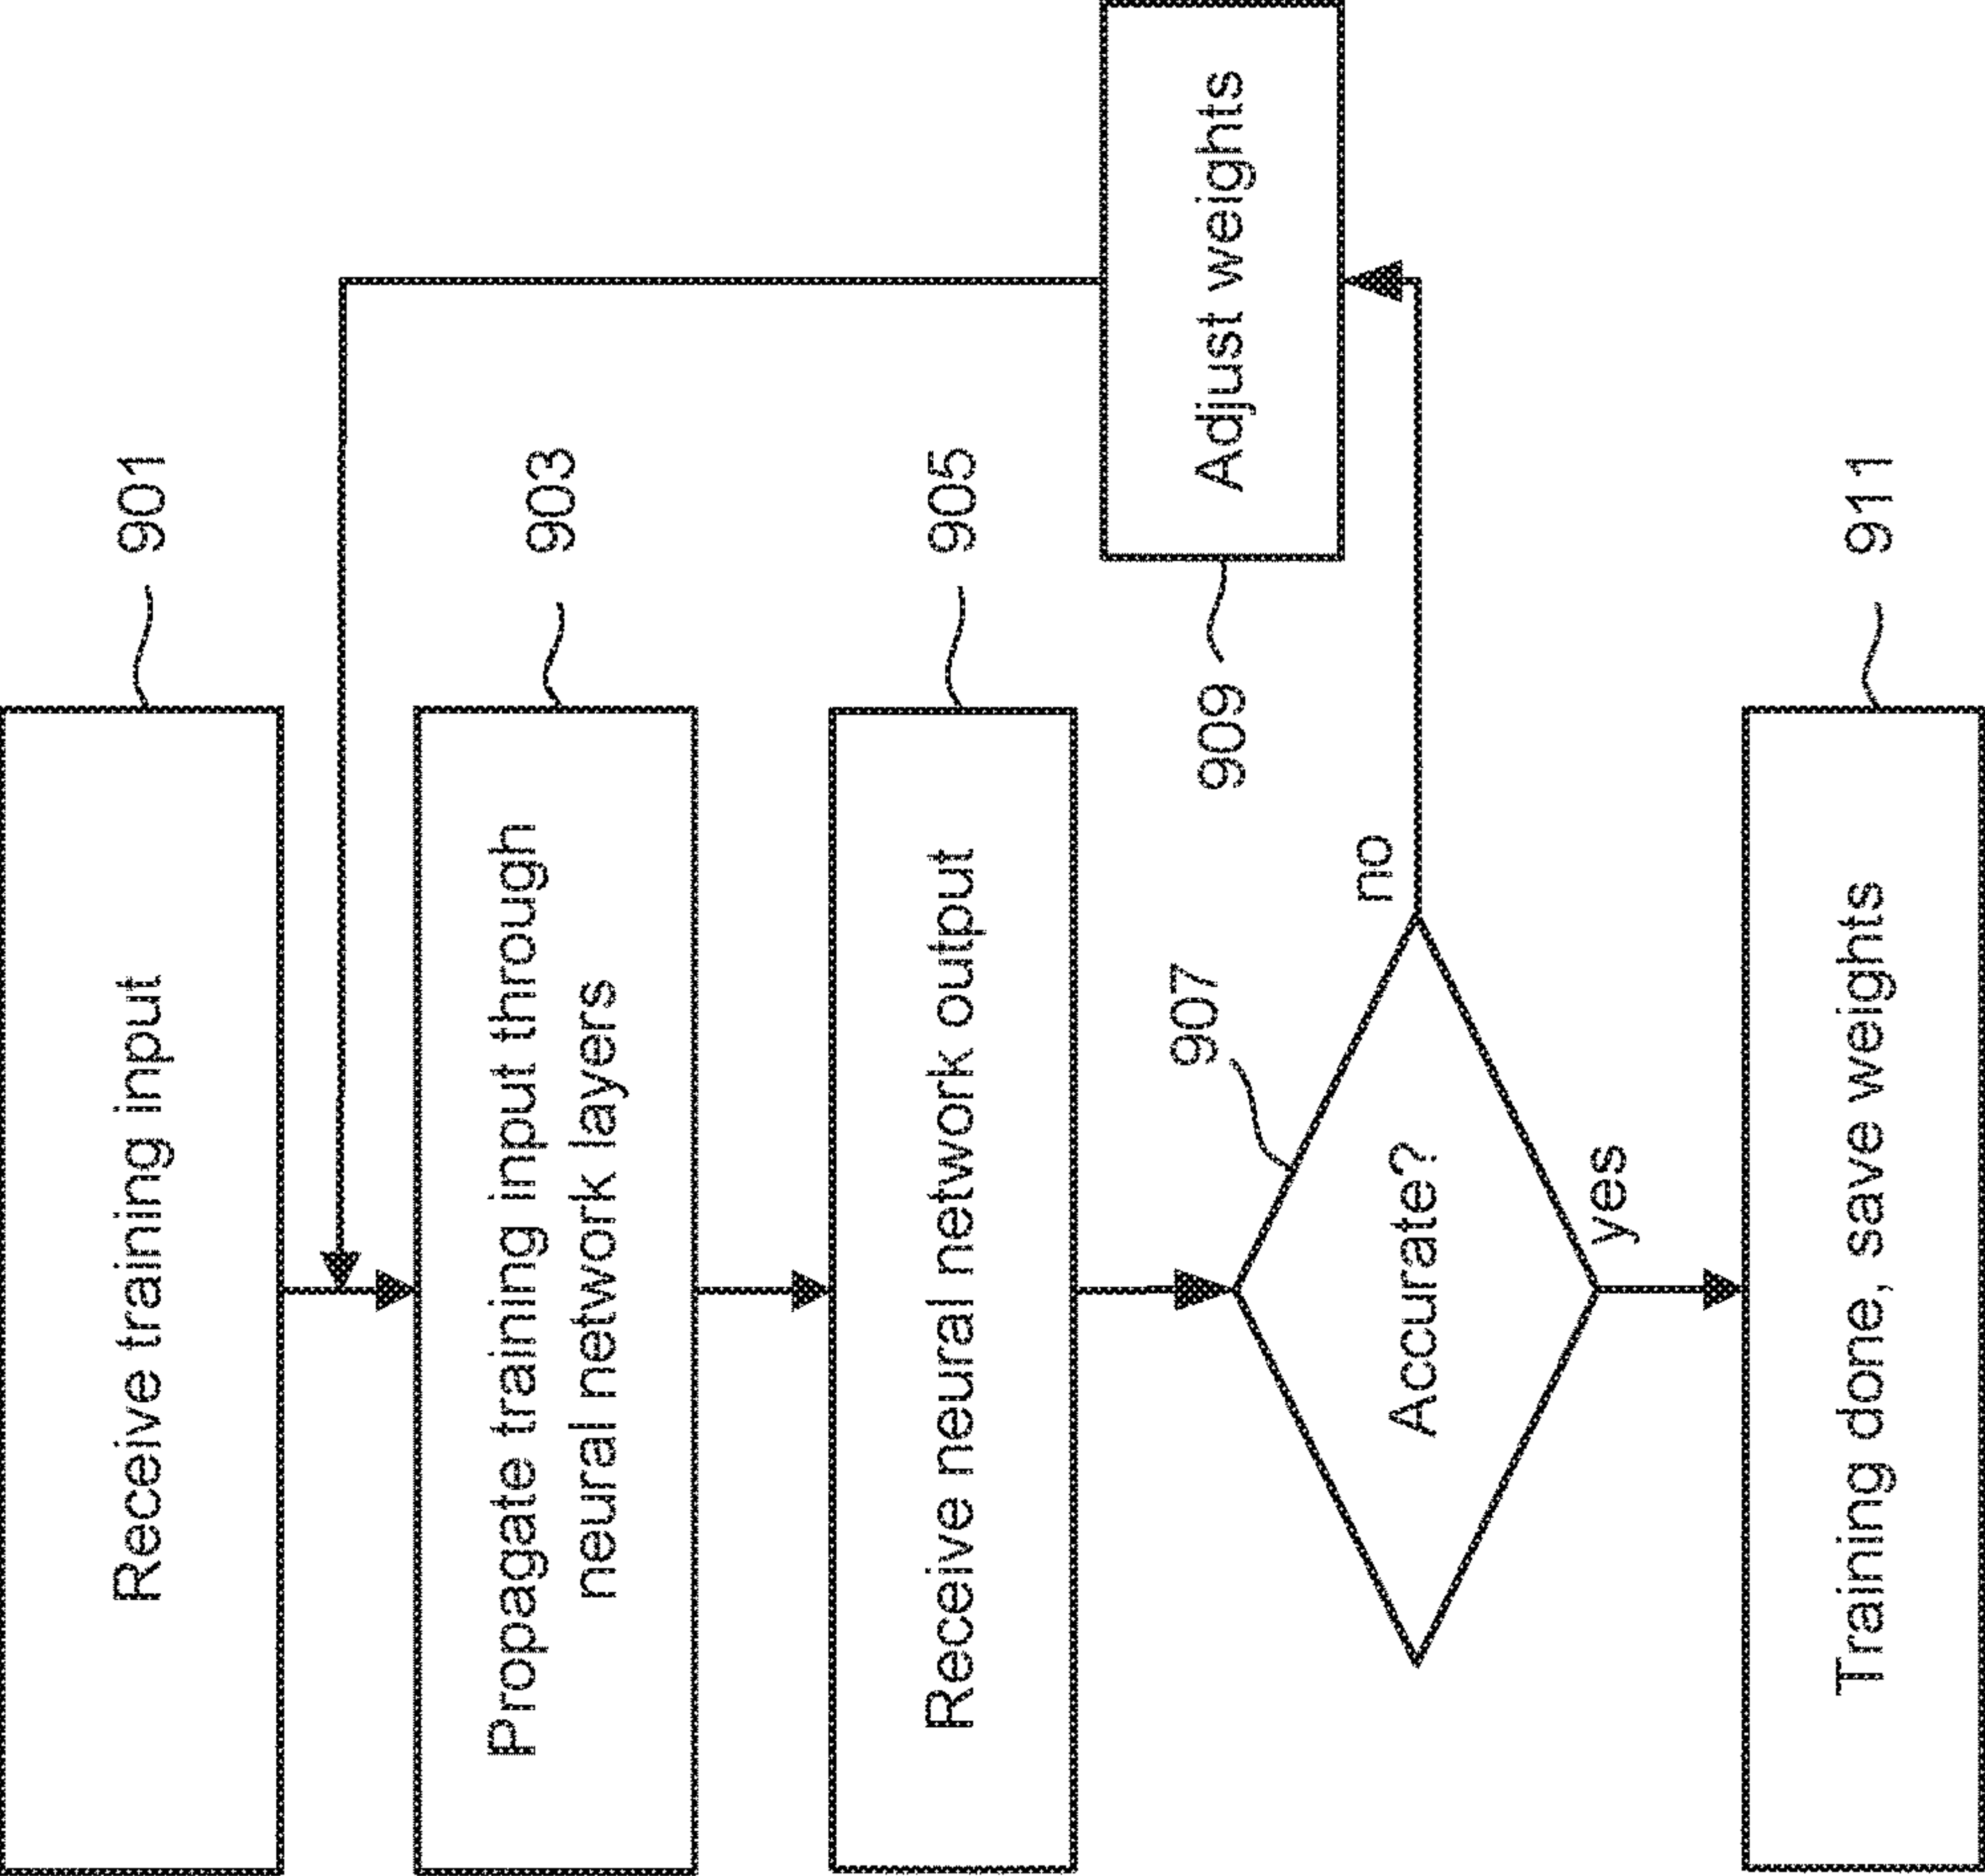 Receive training input
901
Propagate training input through
neural network layers
903
Receive neural network output
905
907
Accurate?
no
yes
909
Adjust weights
Training done, save weights
911